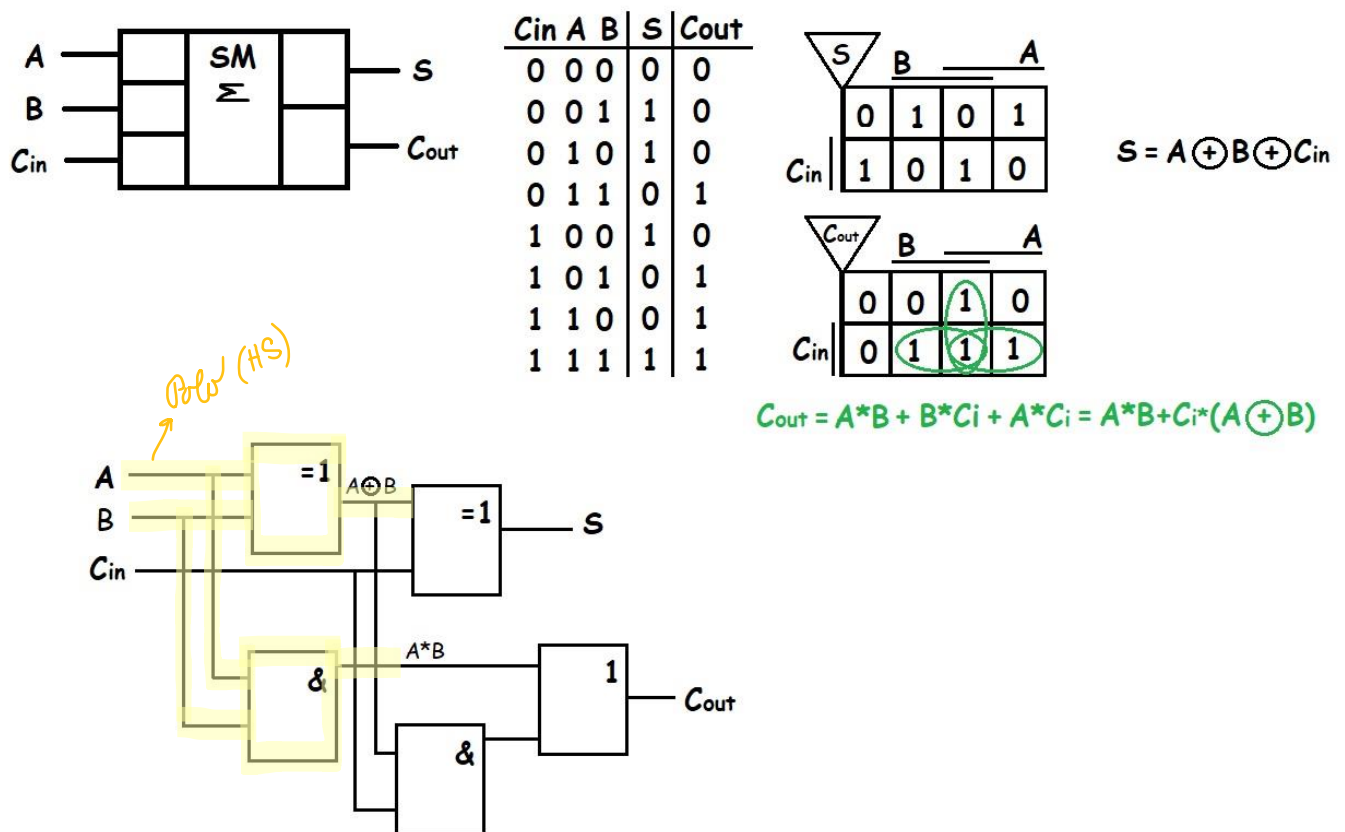 A
B
Cin
SM
Σ
S
Cout
Cin A B S Cout
0 0 0 0 0
0 0 1 1 0
0 1 0 1 0
0 1 1 0 1
1 0 0 1 0
1 0 1 0 1
1 1 0 0 1
1 1 1 1 1
S
B A
0 1 0 1
Cin 1 0 1 0
S = A ⊕ B ⊕ Cin
Cout
B A
0 0 1 0
Cin 0 1 1 1
Cout = A*B + B*Ci + A*Ci = A*B+Ci*(A ⊕ B)
(HS)
A
B
Cin
=1
A⊕B
=1
S
&
A*B
&
1
Cout